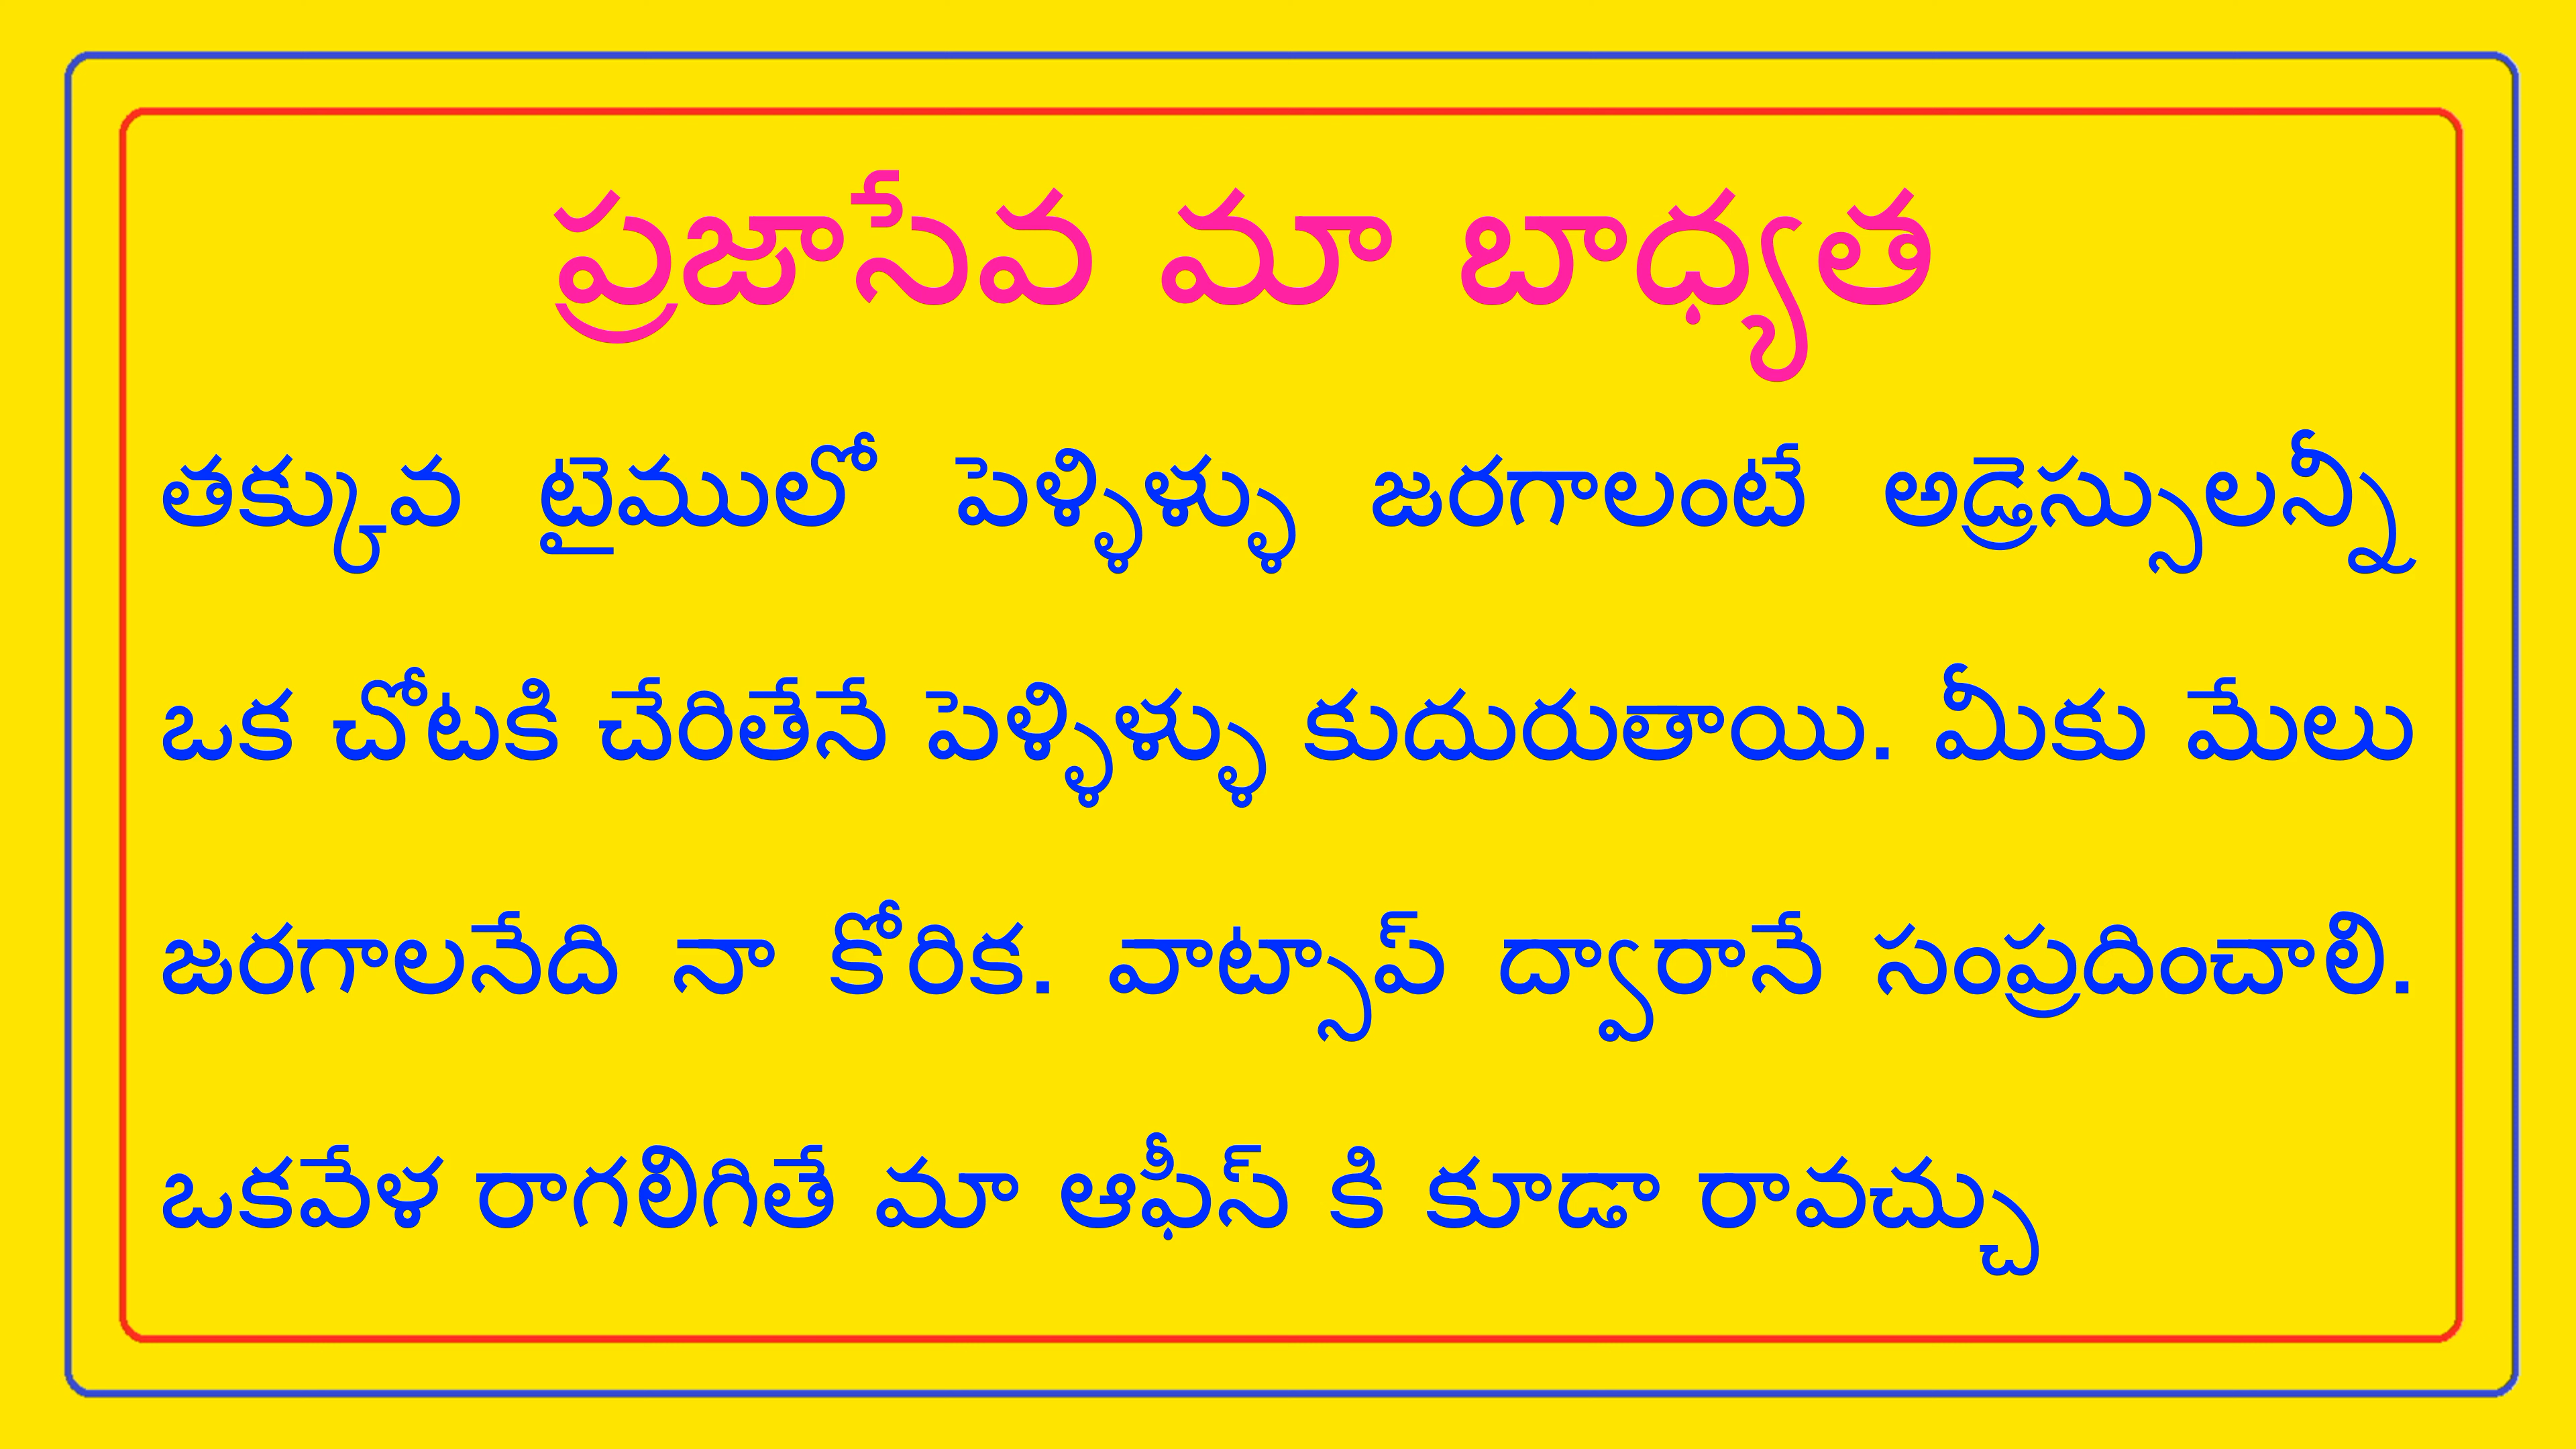 ప్రజాసేవ మా బాధ్యత
తక్కువ టైములో పెళ్ళిళ్ళు జరగాలంటే అడ్రెస్సులన్నీ
ఒక చోటకి చేరితేనే పెళ్ళిళ్ళు కుదురుతాయి. మీకు మేలు
జరగాలనేది నా కోరిక. వాట్సాప్ ద్వారానే సంప్రదించాలి.
ఒకవేళ రాగలిగితే మా ఆఫీస్ కి కూడా రావచ్చు